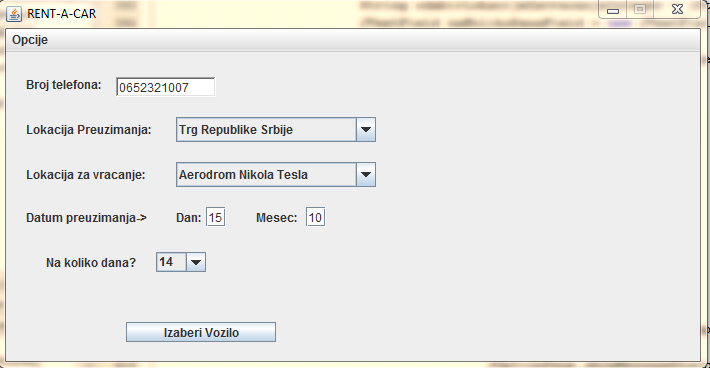 RENT-A-CAR
Opcije
Broj telefona: 0652321007
Lokacija Preuzimanja: Trg Republike Srbije
Lokacija za vracanje: Aerodrom Nikola Tesla
Datum preuzimanja-> Dan: 15 Mesec: 10
Na koliko dana? 14
Izaberi Vozilo